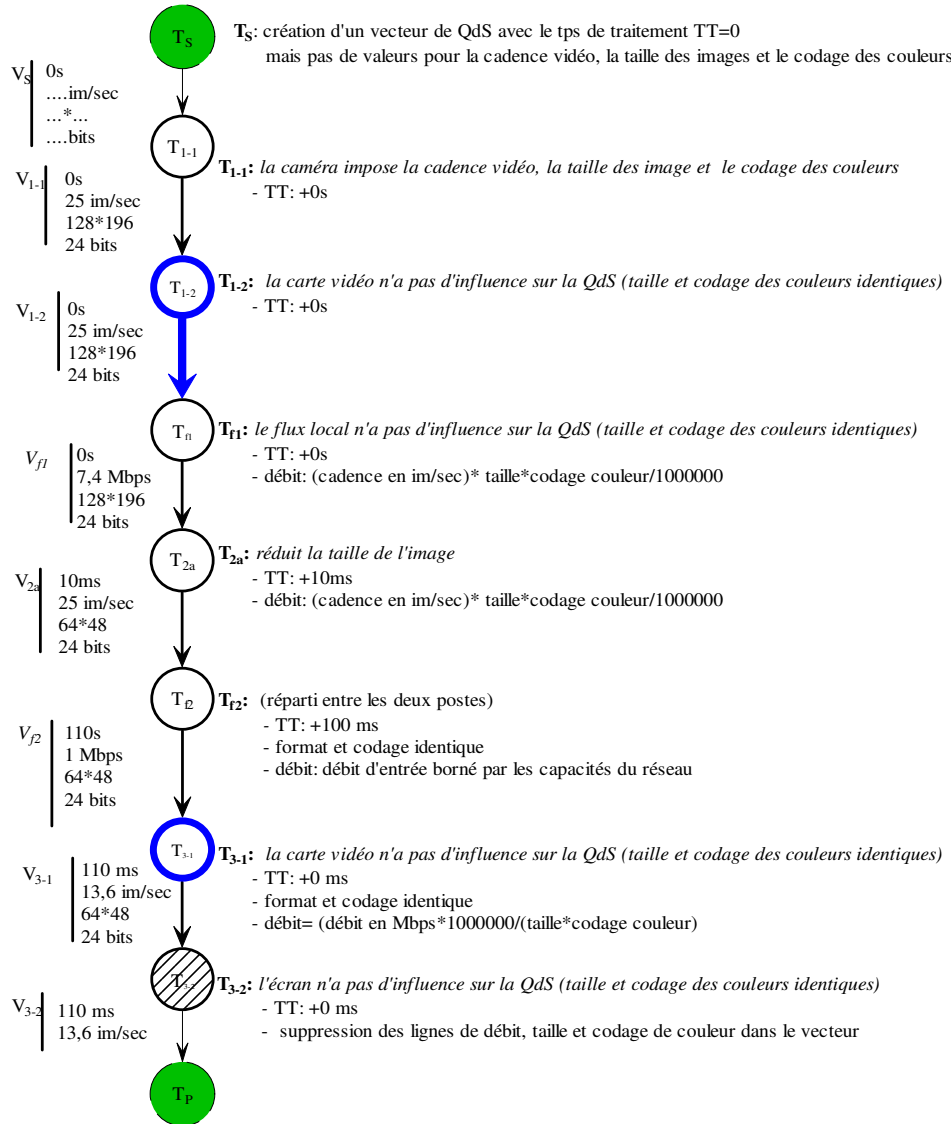 T_S
T_S: création d'un vecteur de QdS avec le tps de traitement TT=0
mais pas de valeurs pour la cadence vidéo, la taille des images et le codage des couleurs
V_S
0s
....im/sec
...*...
....bits
T_1-1
T_1-1: la caméra impose la cadence vidéo, la taille des image et le codage des couleurs
- TT: +0s
V_1-1
0s
25 im/sec
128*196
24 bits
T_1-2
T_1-2: la carte vidéo n'a pas d'influence sur la QdS (taille et codage des couleurs identiques)
- TT: +0s
V_1-2
0s
25 im/sec
128*196
24 bits
T_f1
T_f1: le flux local n'a pas d'influence sur la QdS (taille et codage des couleurs identiques)
- TT: +0s
- débit: (cadence en im/sec)* taille*codage couleur/1000000
V_f1
0s
7,4 Mbps
128*196
24 bits
T_2a
T_2a: réduit la taille de l'image
- TT: +10ms
- débit: (cadence en im/sec)* taille*codage couleur/1000000
V_2a
10ms
25 im/sec
64*48
24 bits
T_f2
T_f2: (réparti entre les deux postes)
- TT: +100 ms
- format et codage identique
- débit: débit d'entrée borné par les capacités du réseau
V_f2
110s
1 Mbps
64*48
24 bits
T_3-1
T_3-1: la carte vidéo n'a pas d'influence sur la QdS (taille et codage des couleurs identiques)
- TT: +0 ms
- format et codage identique
- débit= (débit en Mbps*1000000/(taille*codage couleur)
V_3-1
110 ms
13,6 im/sec
64*48
24 bits
T_3-2
T_3-2: l'écran n'a pas d'influence sur la QdS (taille et codage des couleurs identiques)
- TT: +0 ms
- suppression des lignes de débit, taille et codage de couleur dans le vecteur
V_3-2
110 ms
13,6 im/sec
T_P